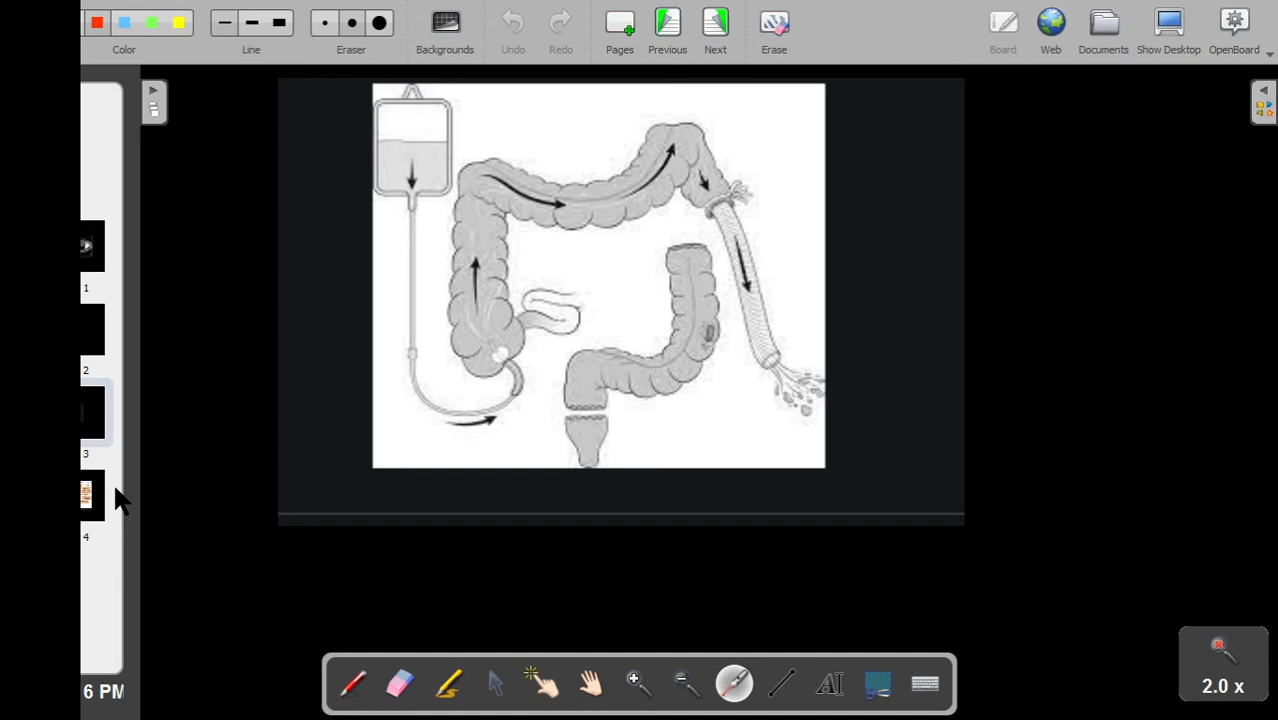 Color
Line
Eraser
Backgrounds
Undo
Redo
Pages
Previous
Next
Erase
Board
Web
Documents
Show Desktop
OpenBoard
1
2
3
4
6 PM
2.0 x